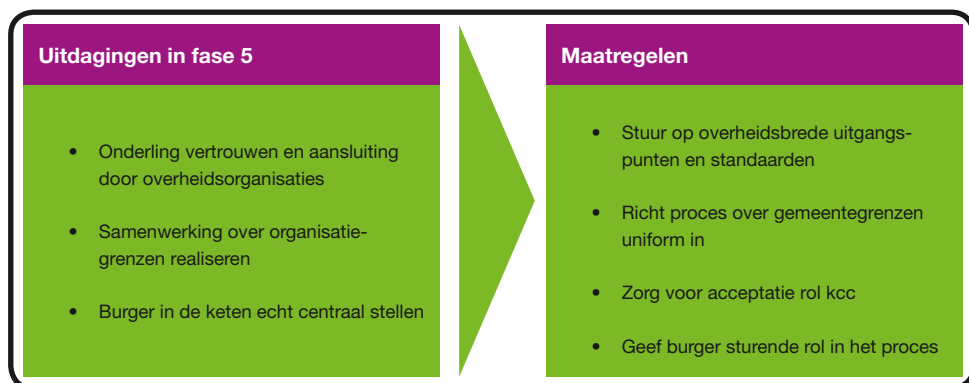 Uitdagingen in fase 5
• Onderling vertrouwen en aansluiting
door overheidsorganisaties
• Samenwerking over organisatie-
grenzen realiseren
• Burger in de keten echt centraal stellen
Maatregelen
• Stuur op overheidsbrede uitgangs-
punten en standaarden
• Richt proces over gemeentegrenzen
uniform in
• Zorg voor acceptatie rol kcc
• Geef burger sturende rol in het proces